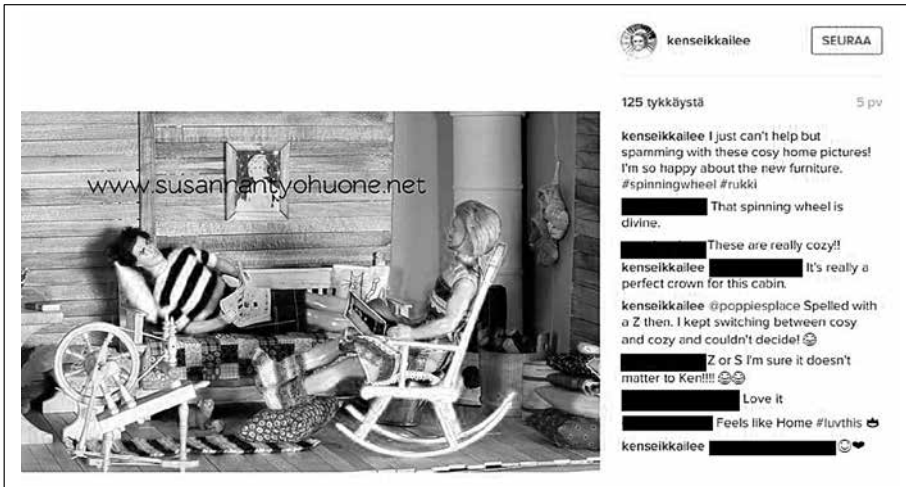 kenseikkailee
SEURAA
125 tykkäystä
5 pv
kenseikkailee I just can't help but
spamming with these cosy home pictures!
I'm so happy about the new furniture.
#spinningwheel #rukki
That spinning wheel is
divine.
These are really cozy!!
kenseikkailee It's really a
perfect crown for this cabin.
kenseikkailee @poppiesplace Spelled with
a Z then. I kept switching between cosy
and cozy and couldn't decide! 😂
Z or S I'm sure it doesn't
matter to Ken!!!! 😂😂
Love it
Feels like Home #luvthis
kenseikkailee
www.susannantyohuone.net